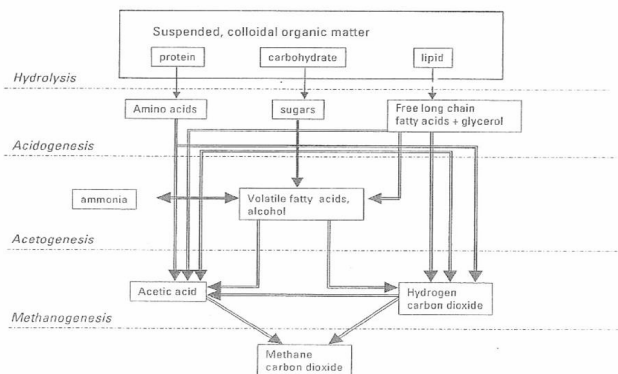 Suspended, colloidal organic matter
protein
carbohydrate
lipid
Hydrolysis
Amino acids
sugars
Free long chain
fatty acids + glycerol
Acidogenesis
ammonia
Volatile fatty acids,
alcohol
Acetogenesis
Acetic acid
Hydrogen
carbon dioxide
Methanogenesis
Methane
carbon dioxide